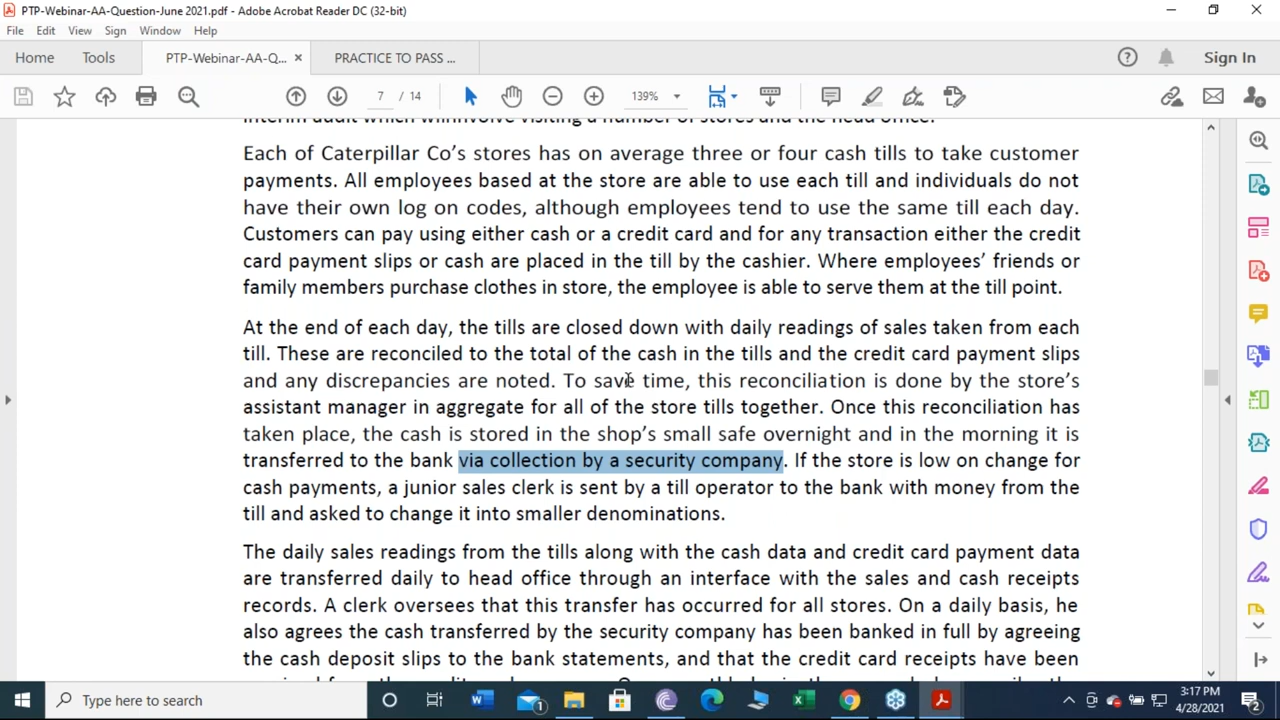 PTP-Webinar-AA-Question-June 2021.pdf - Adobe Acrobat Reader DC (32-bit)
File Edit View Sign Window Help
Home Tools PTP-Webinar-AA-Q... × PRACTICE TO PASS ... Sign In
7 / 14 139%
Each of Caterpillar Co's stores has on average three or four cash tills to take customer
payments. All employees based at the store are able to use each till and individuals do not
have their own log on codes, although employees tend to use the same till each day.
Customers can pay using either cash or a credit card and for any transaction either the credit
card payment slips or cash are placed in the till by the cashier. Where employees' friends or
family members purchase clothes in store, the employee is able to serve them at the till point.
At the end of each day, the tills are closed down with daily readings of sales taken from each
till. These are reconciled to the total of the cash in the tills and the credit card payment slips
and any discrepancies are noted. To save time, this reconciliation is done by the store's
assistant manager in aggregate for all of the store tills together. Once this reconciliation has
taken place, the cash is stored in the shop's small safe overnight and in the morning it is
transferred to the bank via collection by a security company. If the store is low on change for
cash payments, a junior sales clerk is sent by a till operator to the bank with money from the
till and asked to change it into smaller denominations.
The daily sales readings from the tills along with the cash data and credit card payment data
are transferred daily to head office through an interface with the sales and cash receipts
records. A clerk oversees that this transfer has occurred for all stores. On a daily basis, he
also agrees the cash transferred by the security company has been banked in full by agreeing
the cash deposit slips to the bank statements, and that the credit card receipts have been
Type here to search
3:17 PM
4/28/2021